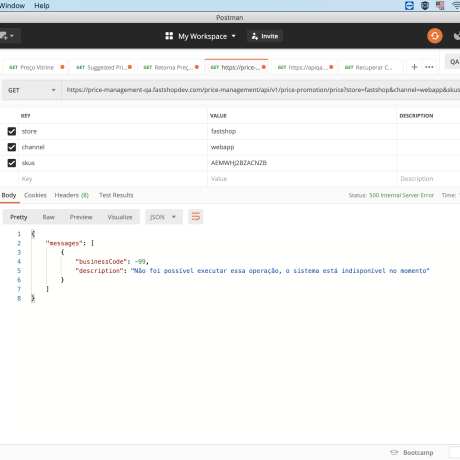 Window Help
Postman
My Workspace Invite
GET Preço Vitrine GET Suggested Pri... GET Retorna Preç... GET https://price-... GET https://apiqa... GET Recuperar C... + ••• QA
GET https://price-management-qa.fastshopdev.com/price-management/api/v1/price-promotion/price?store=fastshop&channel=webapp&skus
KEY VALUE DESCRIPTION
store fastshop
channel webapp
skus AEMWHJ2BZACNZB
Key Value Description
Body Cookies Headers (8) Test Results Status: 500 Internal Server Error Time:
Pretty Raw Preview Visualize JSON
1 {
2 "messages": [
3 {
4 "businessCode": -99,
5 "description": "Não foi possível executar essa operação, o sistema está indisponível no momento"
6 }
7 ]
8 }
Bootcamp